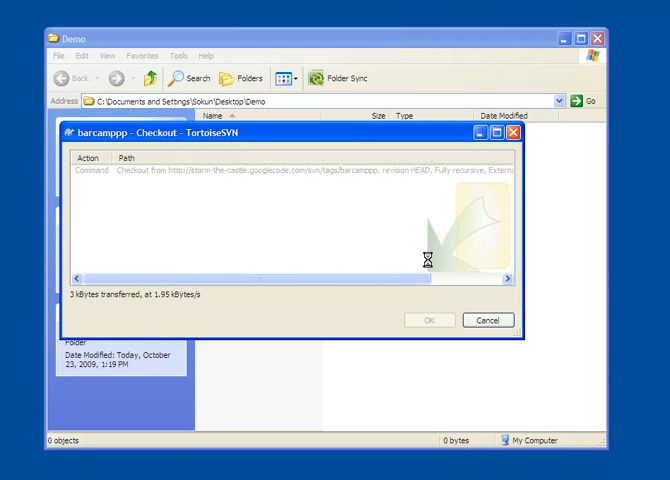 Demo
File Edit View Favorites Tools Help
Back Search Folders Folder Sync
Address C:\Documents and Settings\Sokun\Desktop\Demo Go
Name Size Type Date Modified
barcamppp - Checkout - TortoiseSVN
Action Path
Command Checkout from http://storm-the-castle.googlecode.com/svn/tags/barcamppp, revision HEAD, Fully recursive, Externa
3 kBytes transferred, at 1.95 kBytes/s
OK Cancel
Folder
Date Modified: Today, October
23, 2009, 1:19 PM
0 objects 0 bytes My Computer